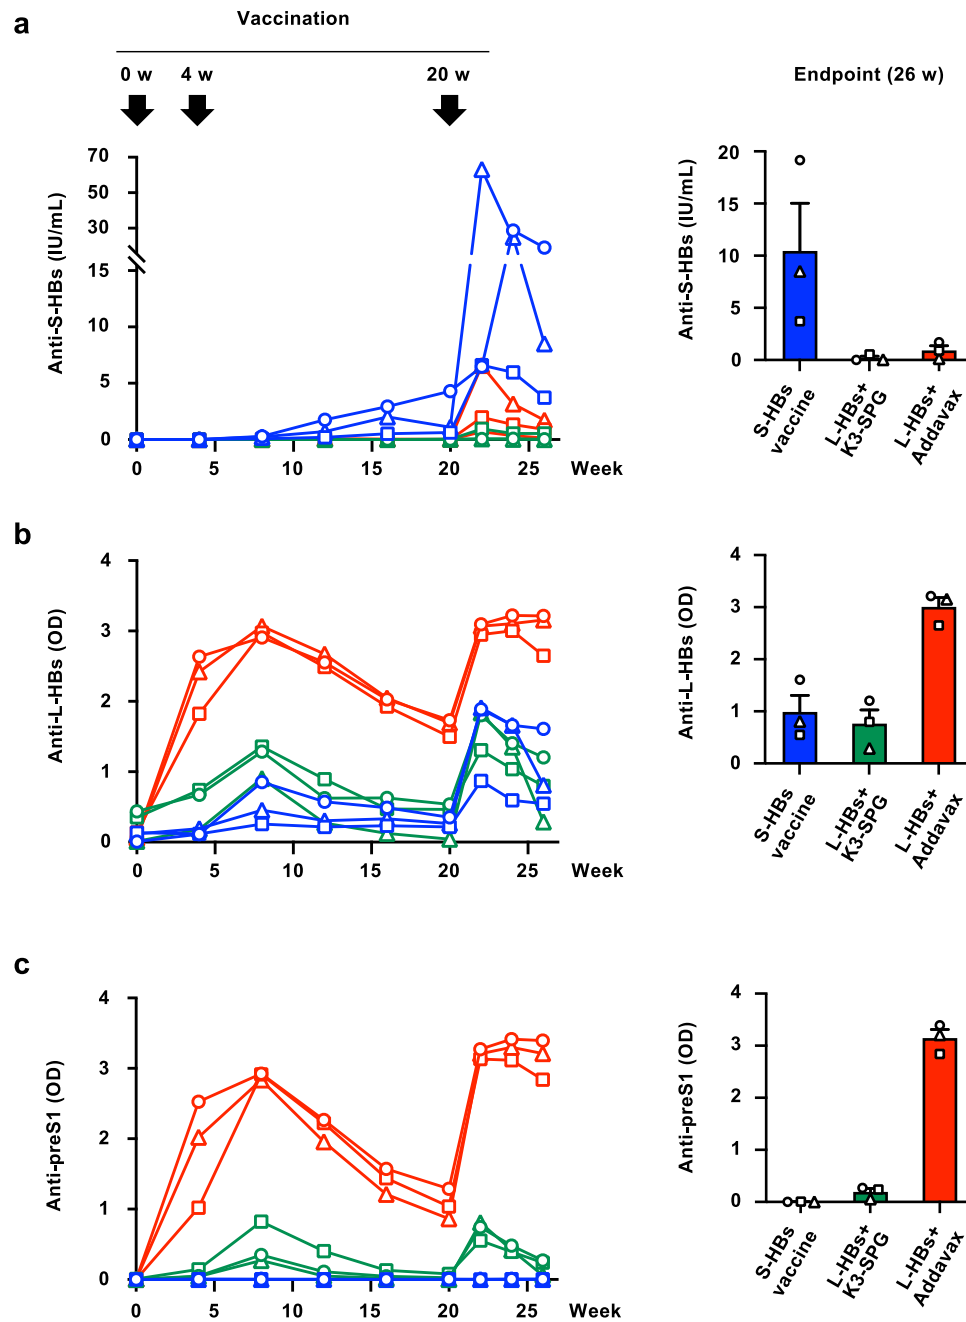 a
Vaccination
0 w
4 w
20 w
Endpoint (26 w)
Anti-S-HBs (IU/mL)
70
50
30
15
10
5
0
0
5
10
15
20
25
Week
Anti-S-HBs (IU/mL)
20
15
10
5
0
S-HBs
vaccine
L-HBs+
K3-SPG
L-HBs+
Addavax
b
Anti-L-HBs (OD)
4
3
2
1
0
0
5
10
15
20
25
Week
Anti-L-HBs (OD)
4
3
2
1
0
S-HBs
vaccine
L-HBs+
K3-SPG
L-HBs+
Addavax
c
Anti-preS1 (OD)
4
3
2
1
0
0
5
10
15
20
25
Week
Anti-preS1 (OD)
4
3
2
1
0
S-HBs
vaccine
L-HBs+
K3-SPG
L-HBs+
Addavax